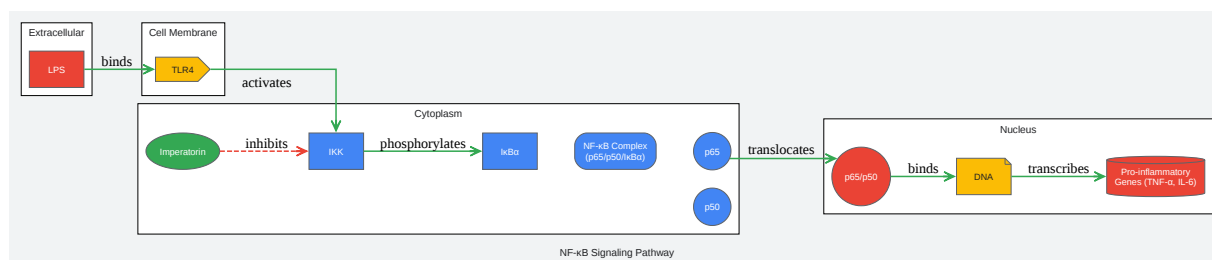 Extracellular
LPS
binds
Cell Membrane
TLR4
activates
Cytoplasm
Imperatorin
inhibits
IKK
phosphorylates
IκBα
NF-κB Complex
(p65/p50/IκBα)
p65
p50
translocates
Nucleus
p65/p50
binds
DNA
transcribes
Pro-inflammatory
Genes (TNF-α, IL-6)
NF-κB Signaling Pathway